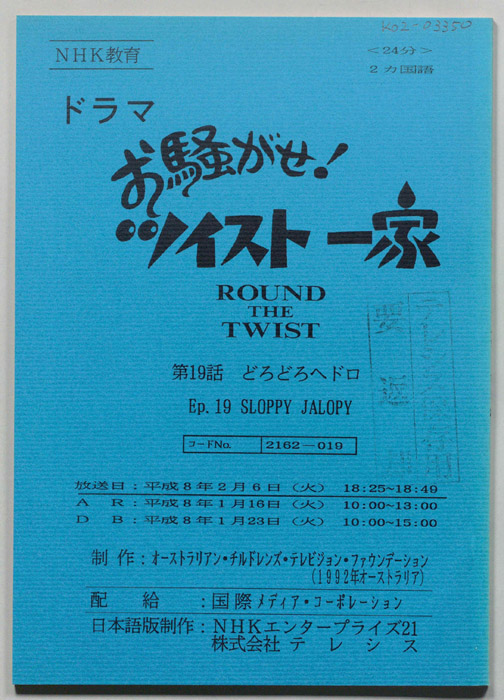 K02-03350
NHK教育
＜24分＞
2カ国語
ドラマ
お騒がせ！
ツイスト一家
ROUND
THE
TWIST
第19話 どろどろヘドロ
Ep. 19 SLOPPY JALOPY
コードNo. 2162－019
放送日：平成8年2月6日（火） 18:25~18:49
A R：平成8年1月16日（火） 10:00~13:00
D B：平成8年1月23日（火） 10:00~15:00
制作：オーストラリアン・チルドレンズ・テレビジョン・ファウンデーション
（1992年オーストラリア）
配給：国際メディア・コーポレーション
日本語版制作：NHKエンタープライズ21
株式会社 テレシス
要返